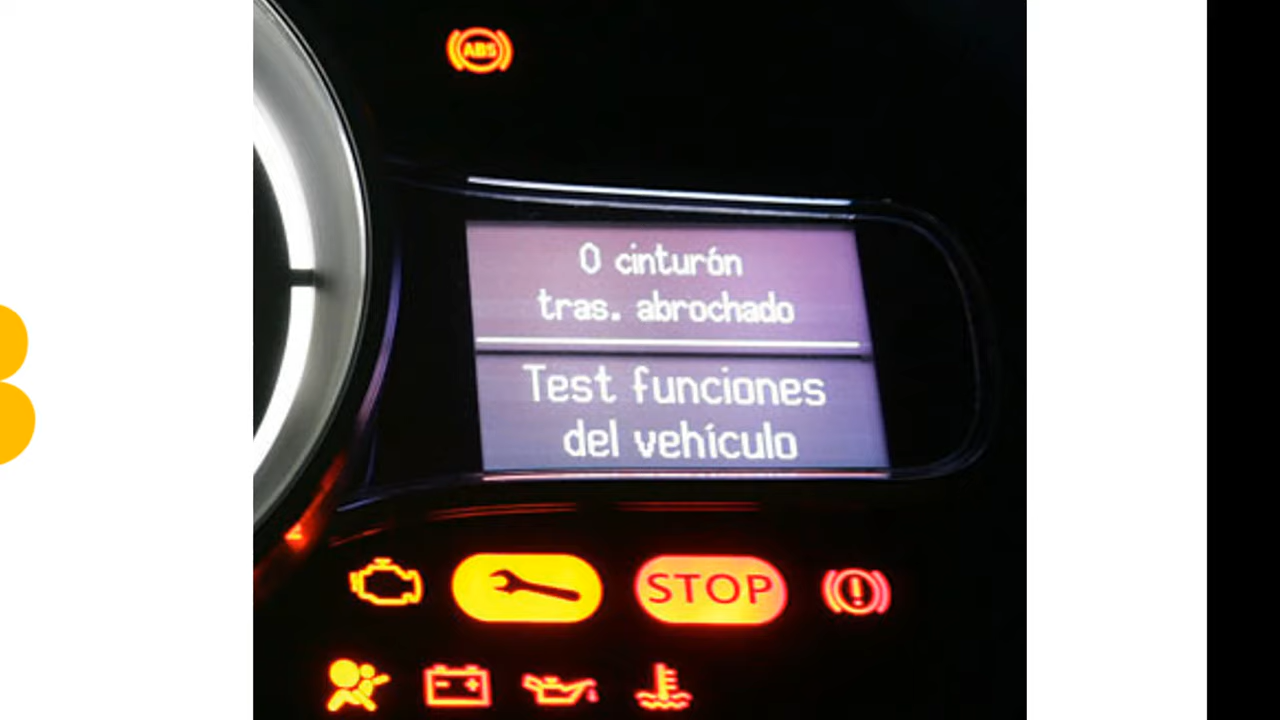 ABS
0 cinturón
tras. abrochado
Test funciones
del vehículo
STOP